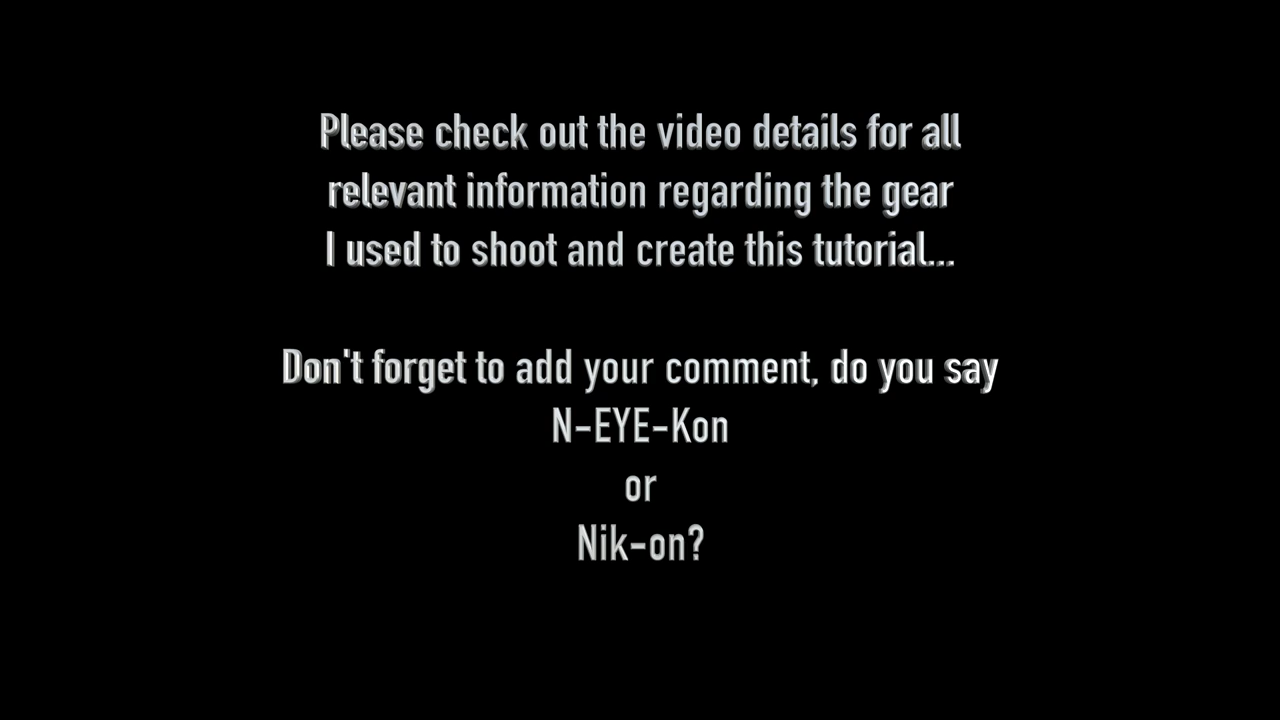 Please check out the video details for all
relevant information regarding the gear
I used to shoot and create this tutorial...
Don't forget to add your comment, do you say
N-EYE-Kon
or
Nik-on?